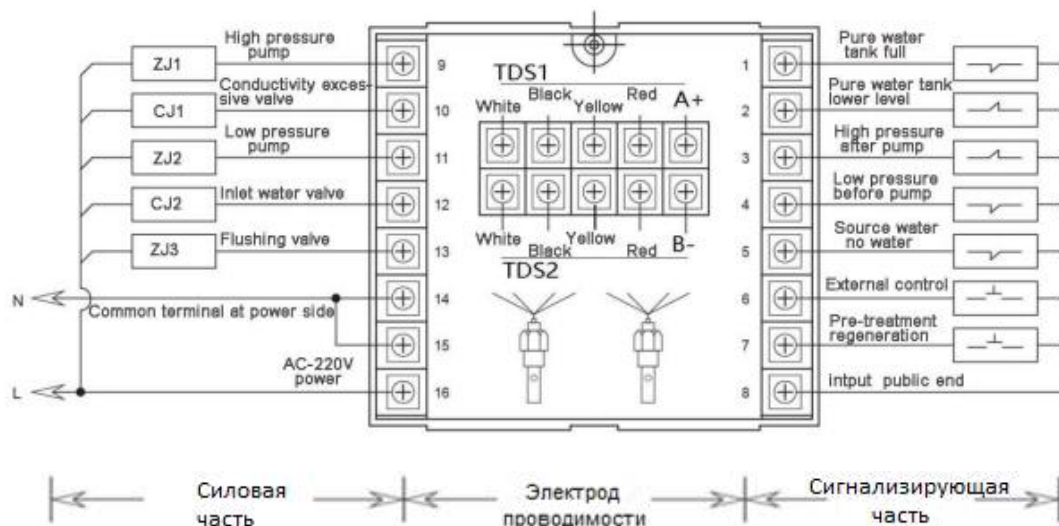 High pressure
pump
ZJ1
9
Conductivity exces-
sive valve
CJ1
10
Low pressure
pump
ZJ2
11
Inlet water valve
CJ2
12
Flushing valve
ZJ3
13
N
14
Common terminal at power side
15
AC-220V
power
L
16
TDS1
White Black Yellow Red A+
White Black Yellow Red B-
TDS2
1
Pure water
tank full
2
Pure water tank
lower level
3
High pressure
after pump
4
Low pressure
before pump
5
Source water
no water
6
External control
7
Pre-treatment
regeneration
8
intput public end
Силовая
часть
Электрод
проводимости
Сигнализирующая
часть